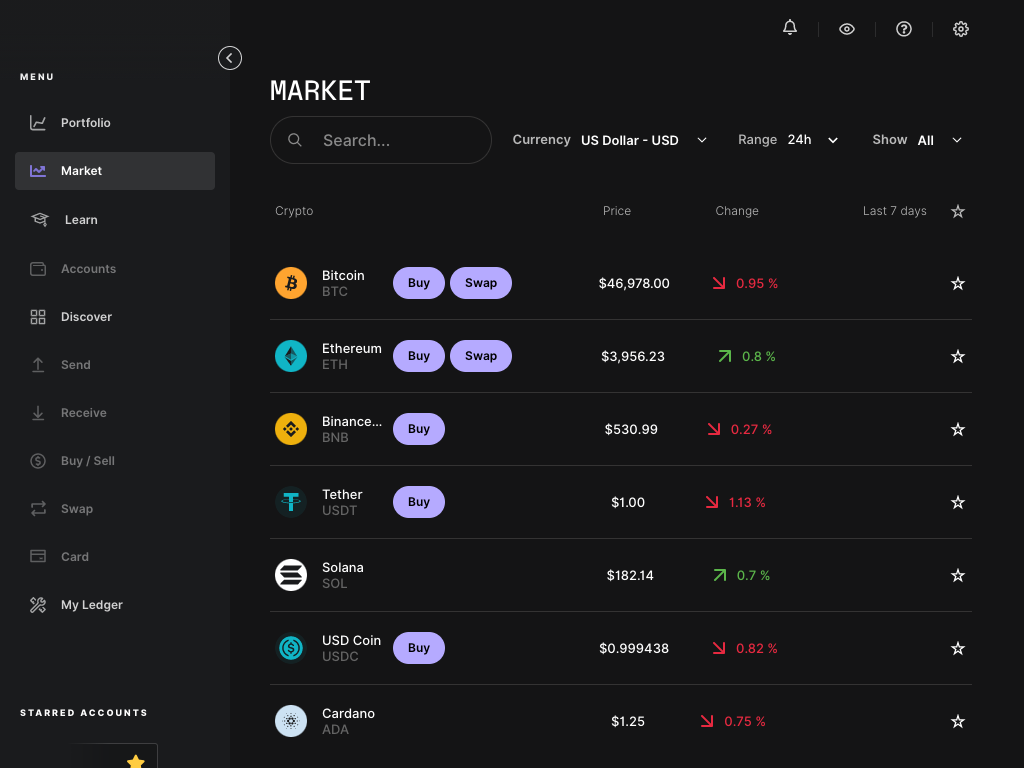 MENU
Portfolio
Market
Learn
Accounts
Discover
Send
Receive
Buy / Sell
Swap
Card
My Ledger
STARRED ACCOUNTS
MARKET
Search... Currency US Dollar - USD Range 24h Show All
Crypto Price Change Last 7 days
Bitcoin
BTC
Buy Swap $46,978.00 0.95 %
Ethereum
ETH
Buy Swap $3,956.23 0.8 %
Binance...
BNB
Buy $530.99 0.27 %
Tether
USDT
Buy $1.00 1.13 %
Solana
SOL
$182.14 0.7 %
USD Coin
USDC
Buy $0.999438 0.82 %
Cardano
ADA
$1.25 0.75 %